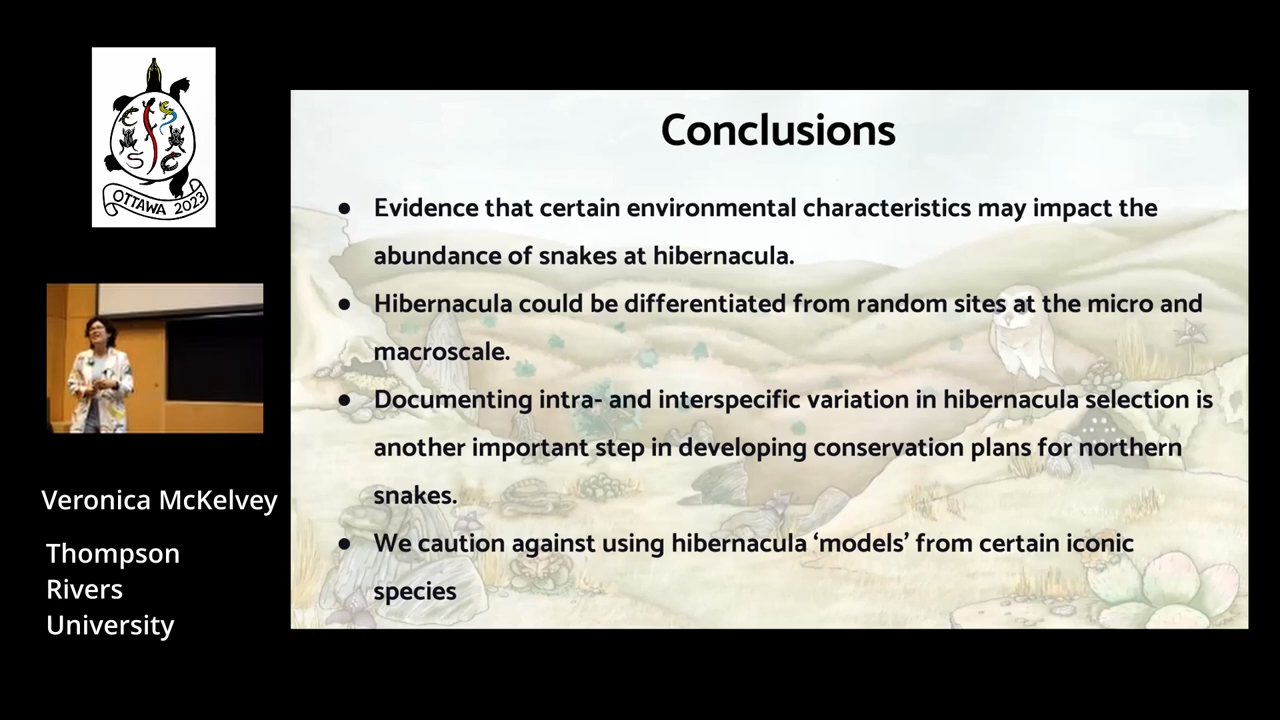 OTTAWA 2023
Veronica McKelvey
Thompson
Rivers
University
Conclusions
● Evidence that certain environmental characteristics may impact the
abundance of snakes at hibernacula.
● Hibernacula could be differentiated from random sites at the micro and
macroscale.
● Documenting intra- and interspecific variation in hibernacula selection is
another important step in developing conservation plans for northern
snakes.
● We caution against using hibernacula ‘models’ from certain iconic
species